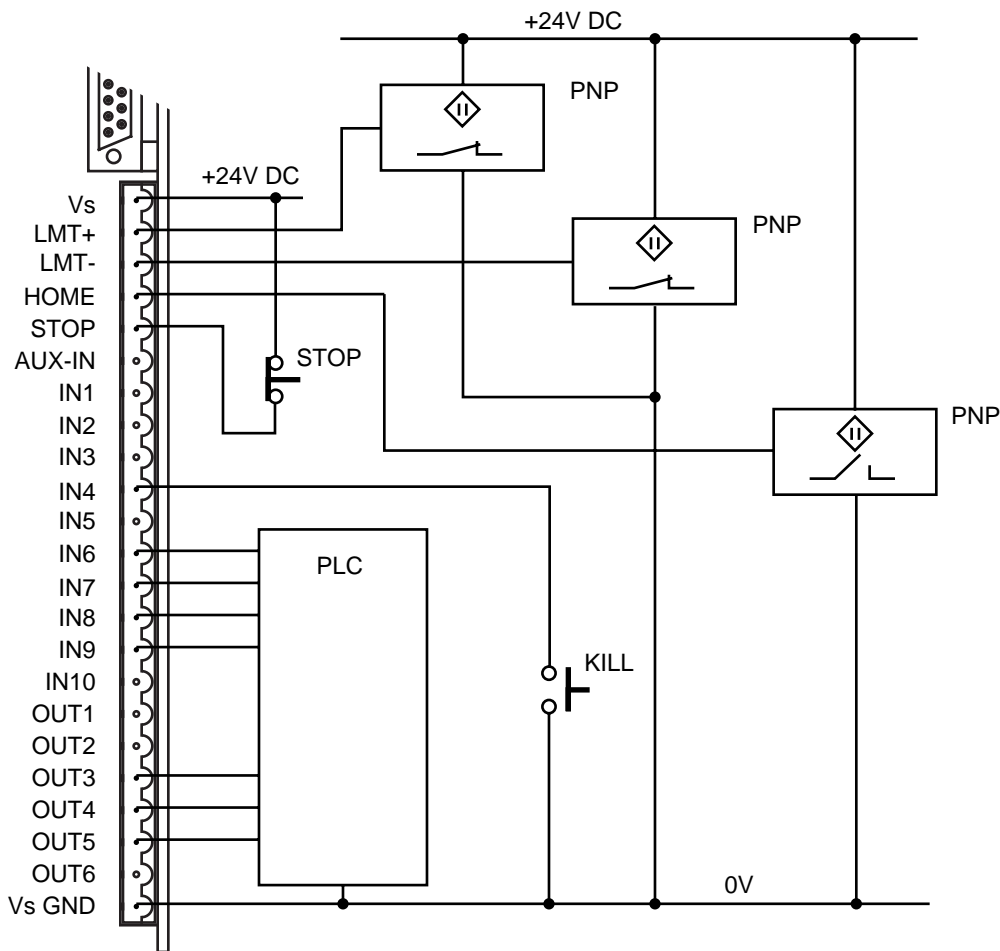 +24V DC
PNP
+24V DC
Vs
LMT+
LMT-
HOME
STOP
AUX-IN
IN1
IN2
IN3
IN4
IN5
IN6
IN7
IN8
IN9
IN10
OUT1
OUT2
OUT3
OUT4
OUT5
OUT6
Vs GND
STOP
PNP
PNP
PLC
KILL
0V